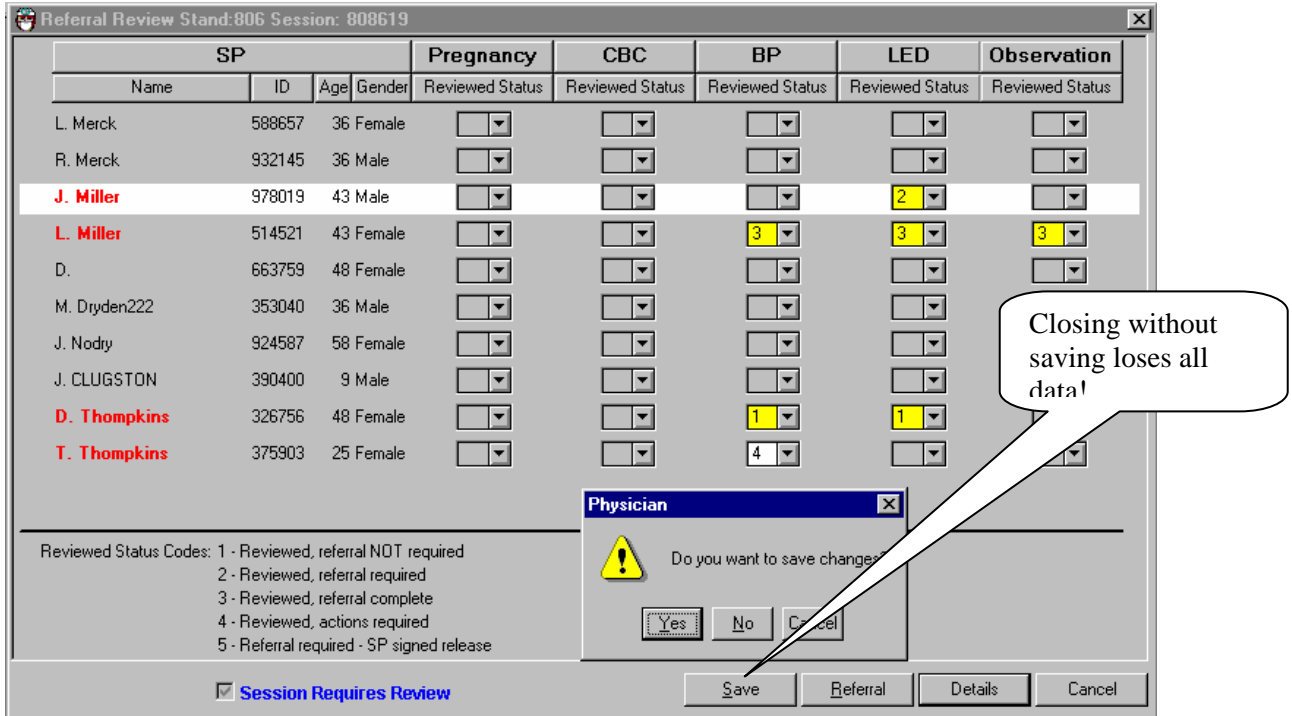 Referral Review Stand:806 Session: 808619
SP Pregnancy CBC BP LED Observation
Name ID Age Gender Reviewed Status Reviewed Status Reviewed Status Reviewed Status Reviewed Status
L. Merck 588657 36 Female
R. Merck 932145 36 Male
J. Miller 978019 43 Male 2
L. Miller 514521 43 Female 3 3 3
D. 663759 48 Female
M. Dryden222 353040 36 Male
J. Nodry 924587 58 Female
J. CLUGSTON 390400 9 Male
D. Thompkins 326756 48 Female 1 1
T. Thompkins 375903 25 Female 4
Closing without
saving loses all
data!
Physician
Do you want to save changes?
Yes No Cancel
Reviewed Status Codes: 1 - Reviewed, referral NOT required
2 - Reviewed, referral required
3 - Reviewed, referral complete
4 - Reviewed, actions required
5 - Referral required - SP signed release
Session Requires Review
Save Referral Details Cancel